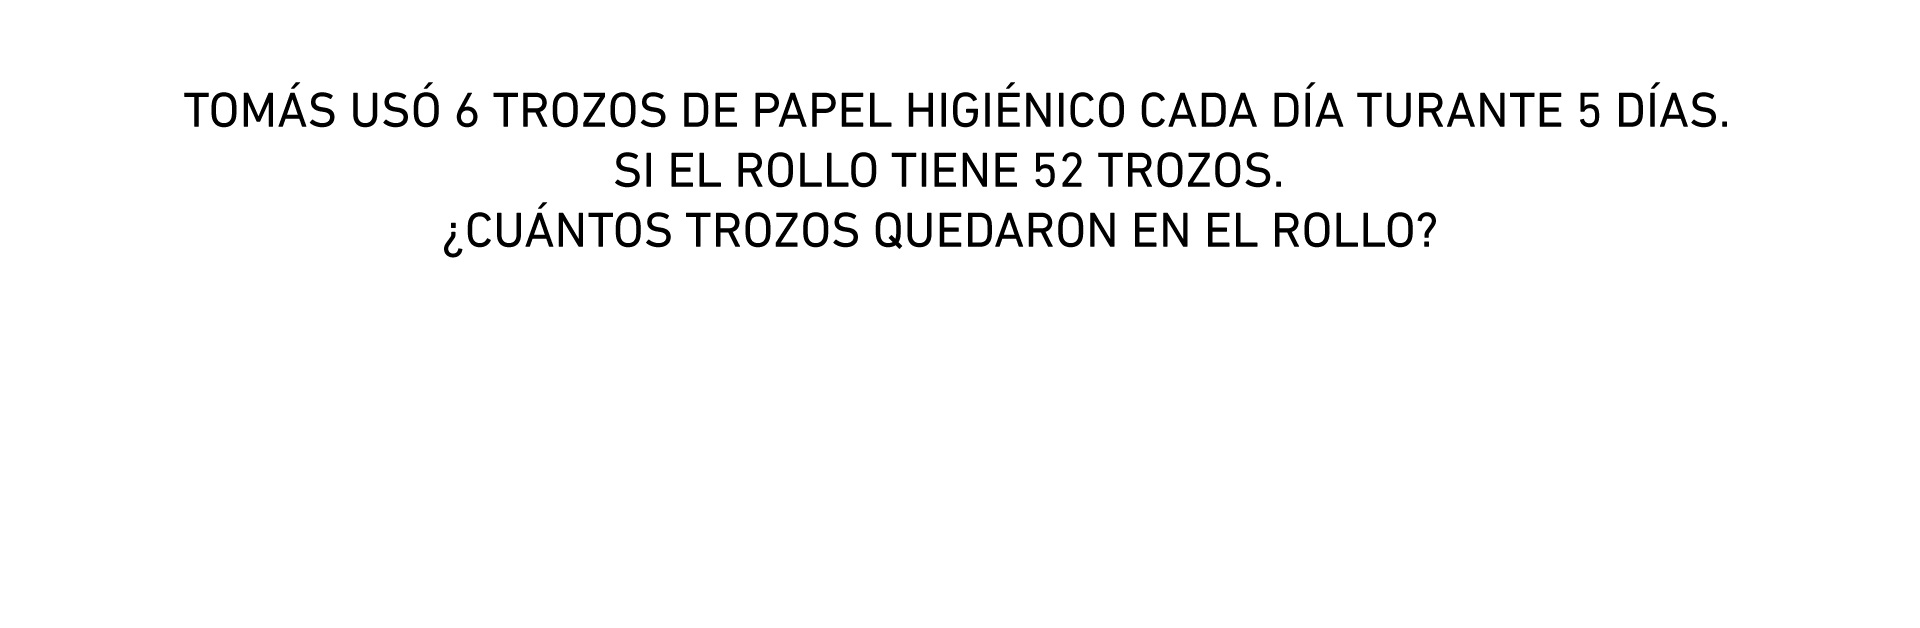 TOMÁS USÓ 6 TROZOS DE PAPEL HIGIÉNICO CADA DÍA TURANTE 5 DÍAS.
SI EL ROLLO TIENE 52 TROZOS.
¿CUÁNTOS TROZOS QUEDARON EN EL ROLLO?